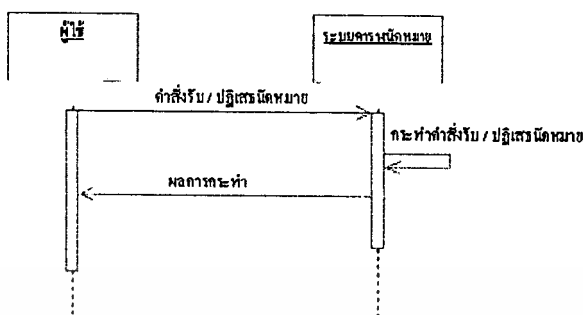 ผู้ใช้
ระบบตารางนัดหมาย
คำสั่งรับ / ปฏิเสธนัดหมาย
กระทำคำสั่งรับ / ปฏิเสธนัดหมาย
ผลการกระทำ